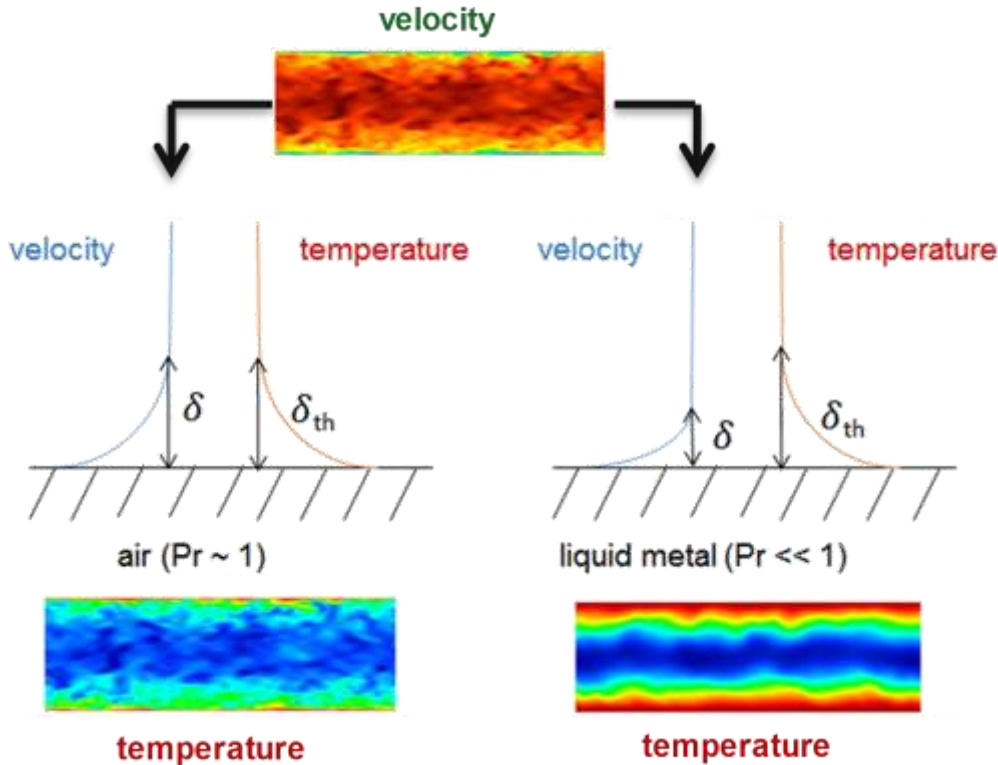 velocity
velocity temperature velocity temperature
δ δth δ δth
air (Pr ~ 1) liquid metal (Pr << 1)
temperature temperature